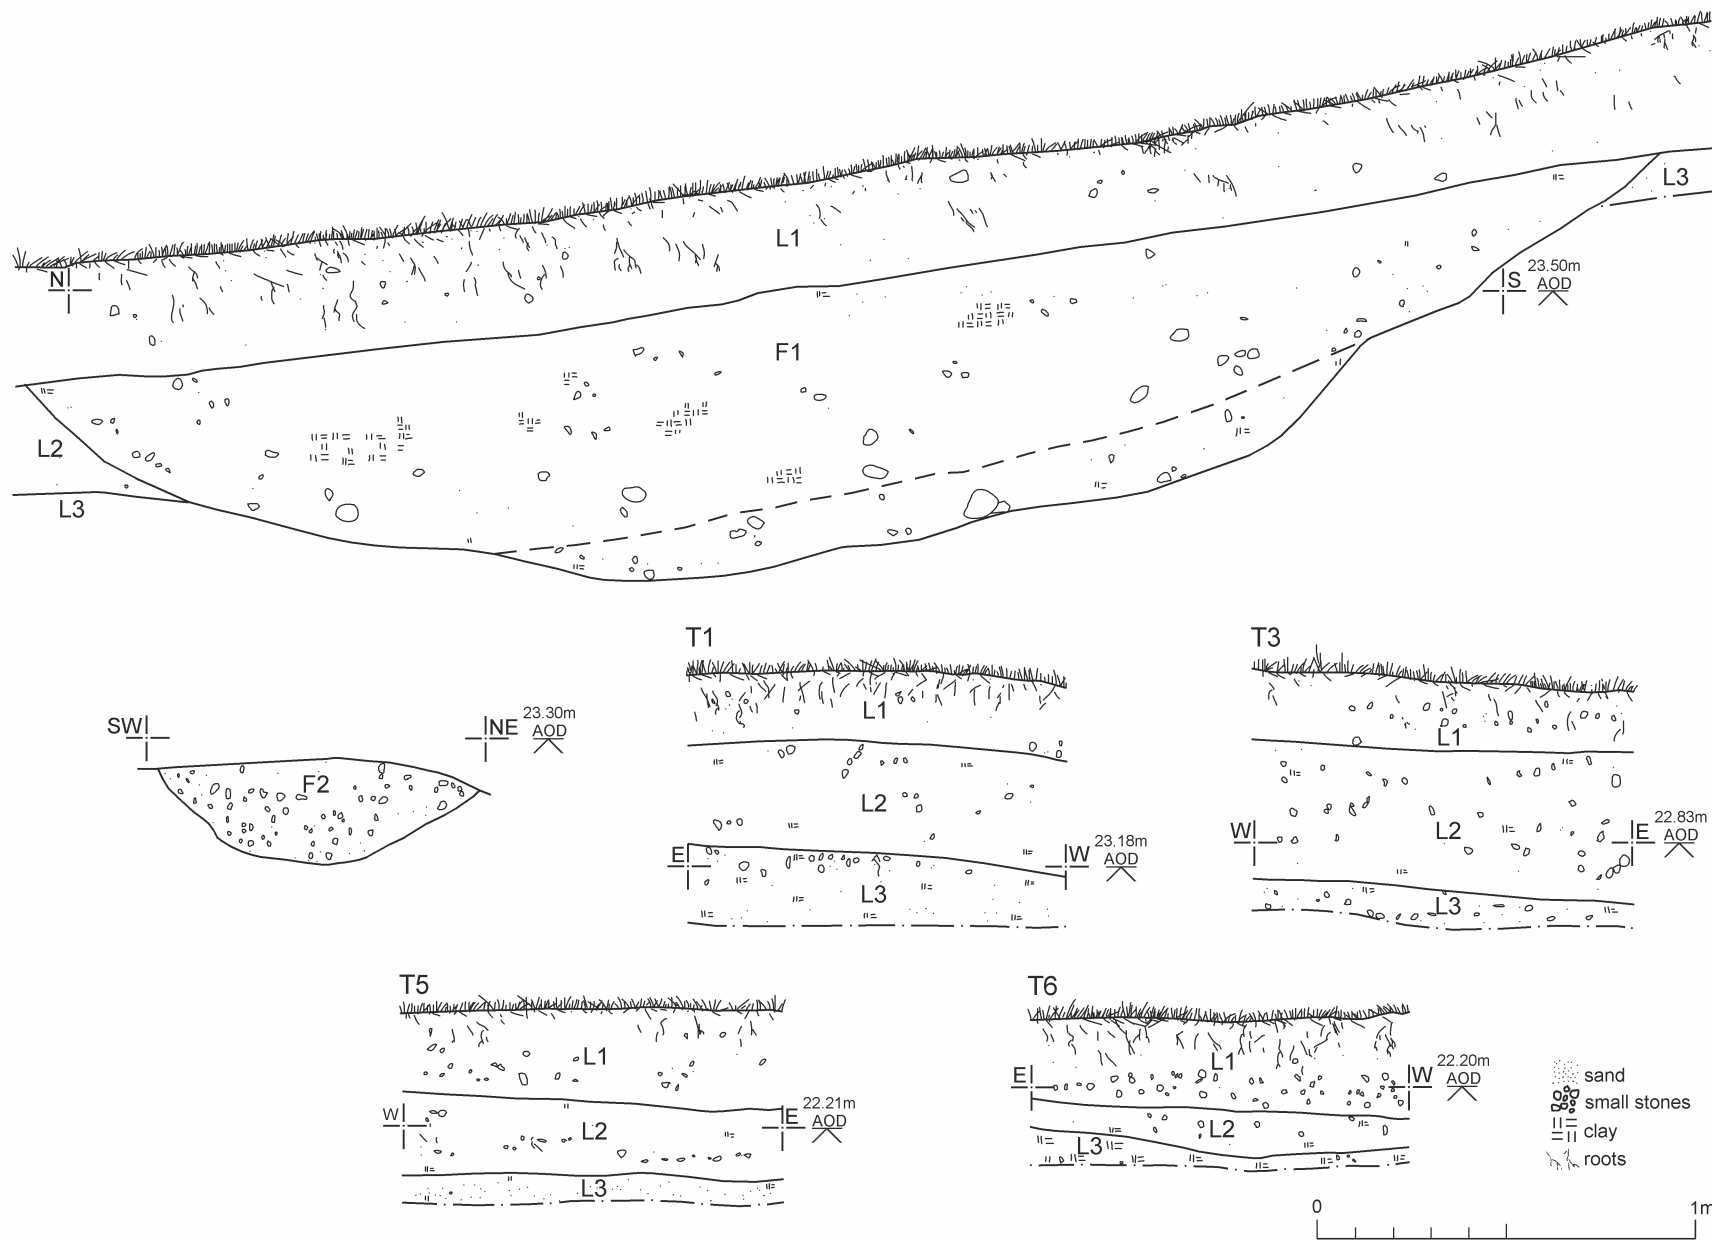 L1
L3
N
S 23.50m
AOD
F1
L2
L3
T1
T3
SW
NE 23.30m
AOD
F2
L1
L2
E
W 23.18m
AOD
L3
L1
L2
W
E 22.83m
AOD
L3
T5
T6
L1
W
E 22.21m
AOD
L2
L3
L1
E
W 22.20m
AOD
L2
L3
sand
small stones
clay
roots
0 1m